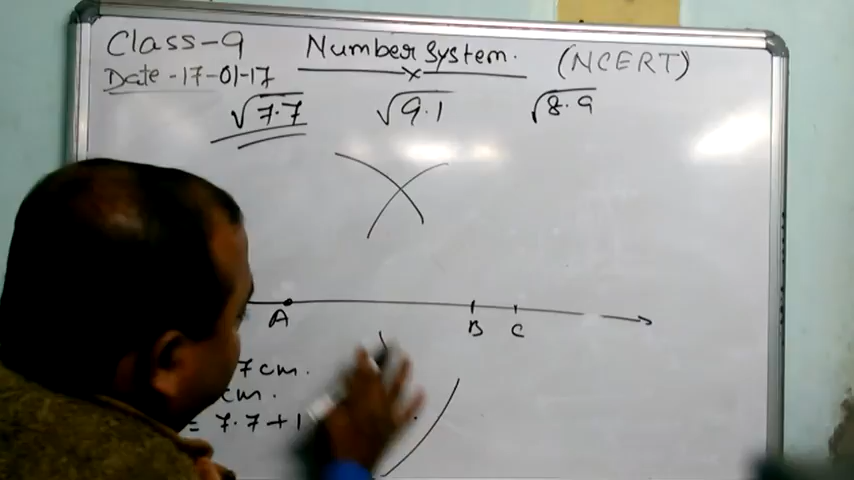 Class-9 Number System. (NCERT)
Date-17-01-17
√7.7 √9.1 √8.9
A B C
7cm.
cm.
= 7.7+1